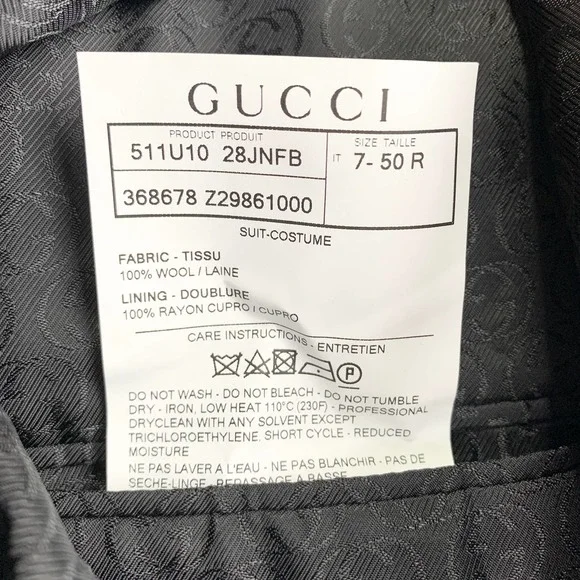 GUCCI
PRODUCT PRODUIT
511U10 28JNFB
368678 Z29861000
SIZE TAILLE
IT 7- 50 R
SUIT-COSTUME
FABRIC - TISSU
100% WOOL / LAINE
LINING - DOUBLURE
100% RAYON CUPRO / CUPRO
CARE INSTRUCTIONS - ENTRETIEN
P
DO NOT WASH - DO NOT BLEACH - DO NOT TUMBLE
DRY - IRON, LOW HEAT 110°C (230F) - PROFESSIONAL
DRYCLEAN WITH ANY SOLVENT EXCEPT
TRICHLOROETHYLENE, SHORT CYCLE - REDUCED
MOISTURE
NE PAS LAVER A L'EAU - NE PAS BLANCHIR - PAS DE
SECHE-LINGE - REPASSAGE A BASSE